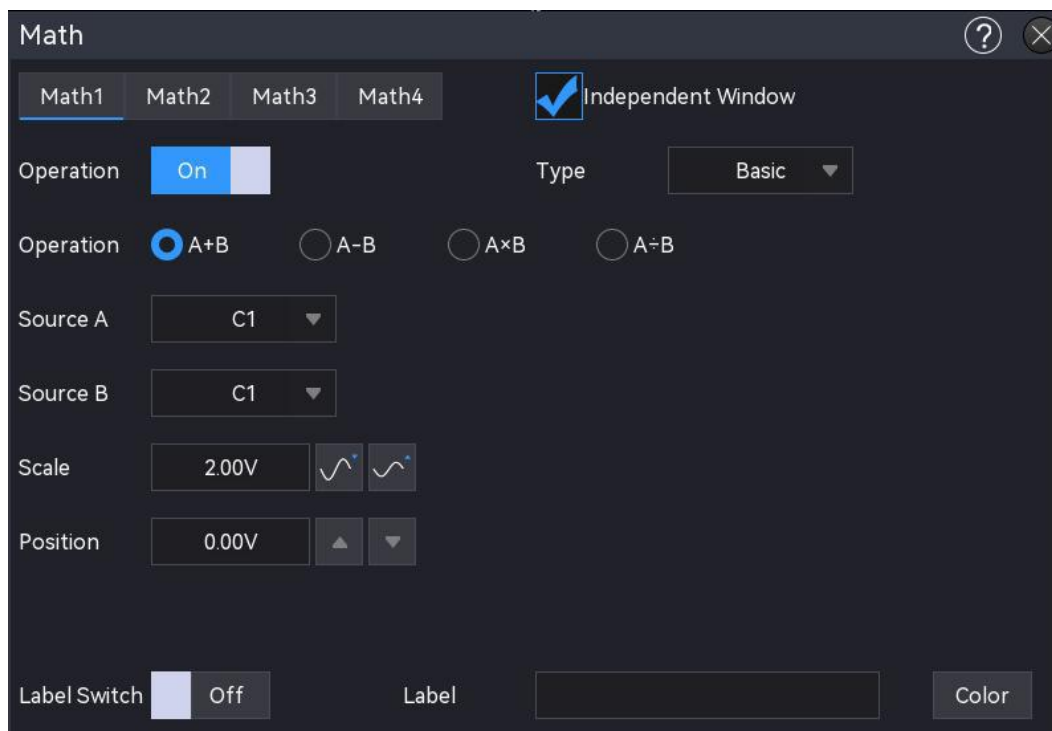 Math ?
Math1 Math2 Math3 Math4 Independent Window
Operation On Type Basic
Operation A+B A-B A×B A÷B
Source A C1
Source B C1
Scale 2.00V
Position 0.00V
Label Switch Off Label Color